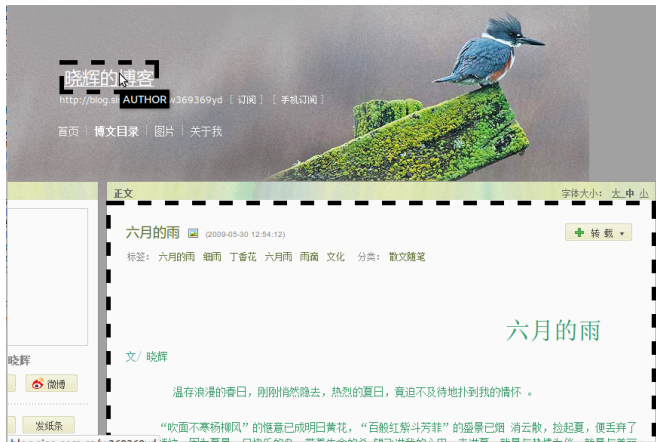 晓辉的博客
AUTHOR
[ 订阅 ] [ 手机订阅 ]
首页 | 博文目录 | 图片 | 关于我
正文
字体大小： 大 中 小
六月的雨 (2009-05-30 12:54:12)
转 载
标签： 六月的雨 细雨 丁香花 六月雨 雨滴 文化 分类： 散文随笔
六月的雨
文/ 晓辉
温存浪漫的春日，刚刚悄然隐去，热烈的夏日，竟迫不及待地扑到我的情怀 。
“吹面不寒杨柳风”的惬意已成明日黄花，“百般红紫斗芳菲”的盛景已烟 消云散，捡起夏，便丢弃了
晓辉
微博
发纸条